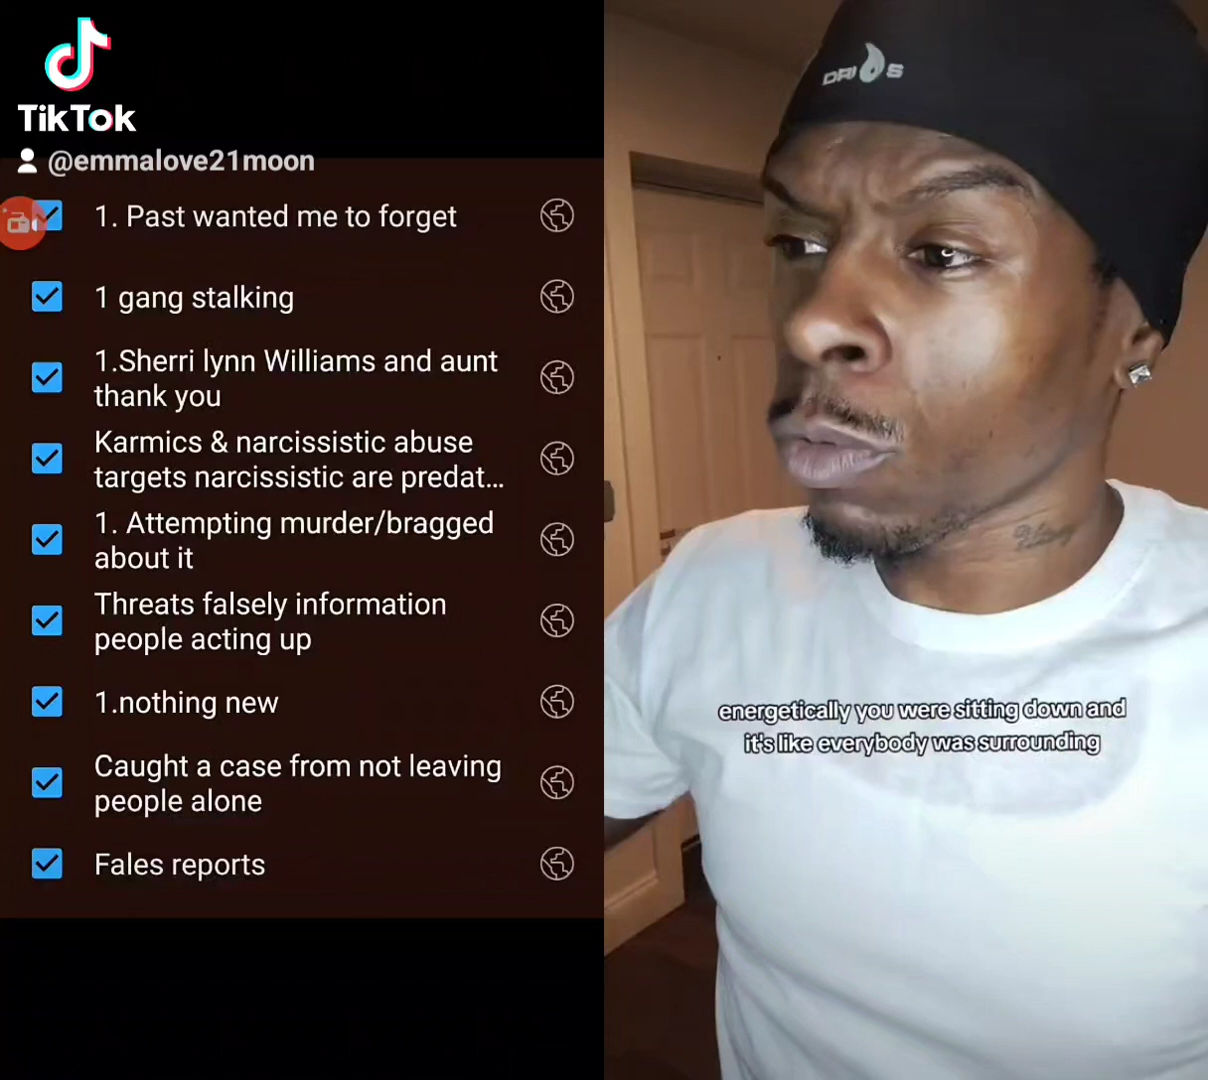 TikTok
@emmalove21moon
1. Past wanted me to forget
1 gang stalking
1.Sherri lynn Williams and aunt
thank you
Karmics & narcissistic abuse
targets narcissistic are predat...
1. Attempting murder/bragged
about it
Threats falsely information
people acting up
1.nothing new
Caught a case from not leaving
people alone
Fales reports
energetically you were sitting down and
it's like everybody was surrounding